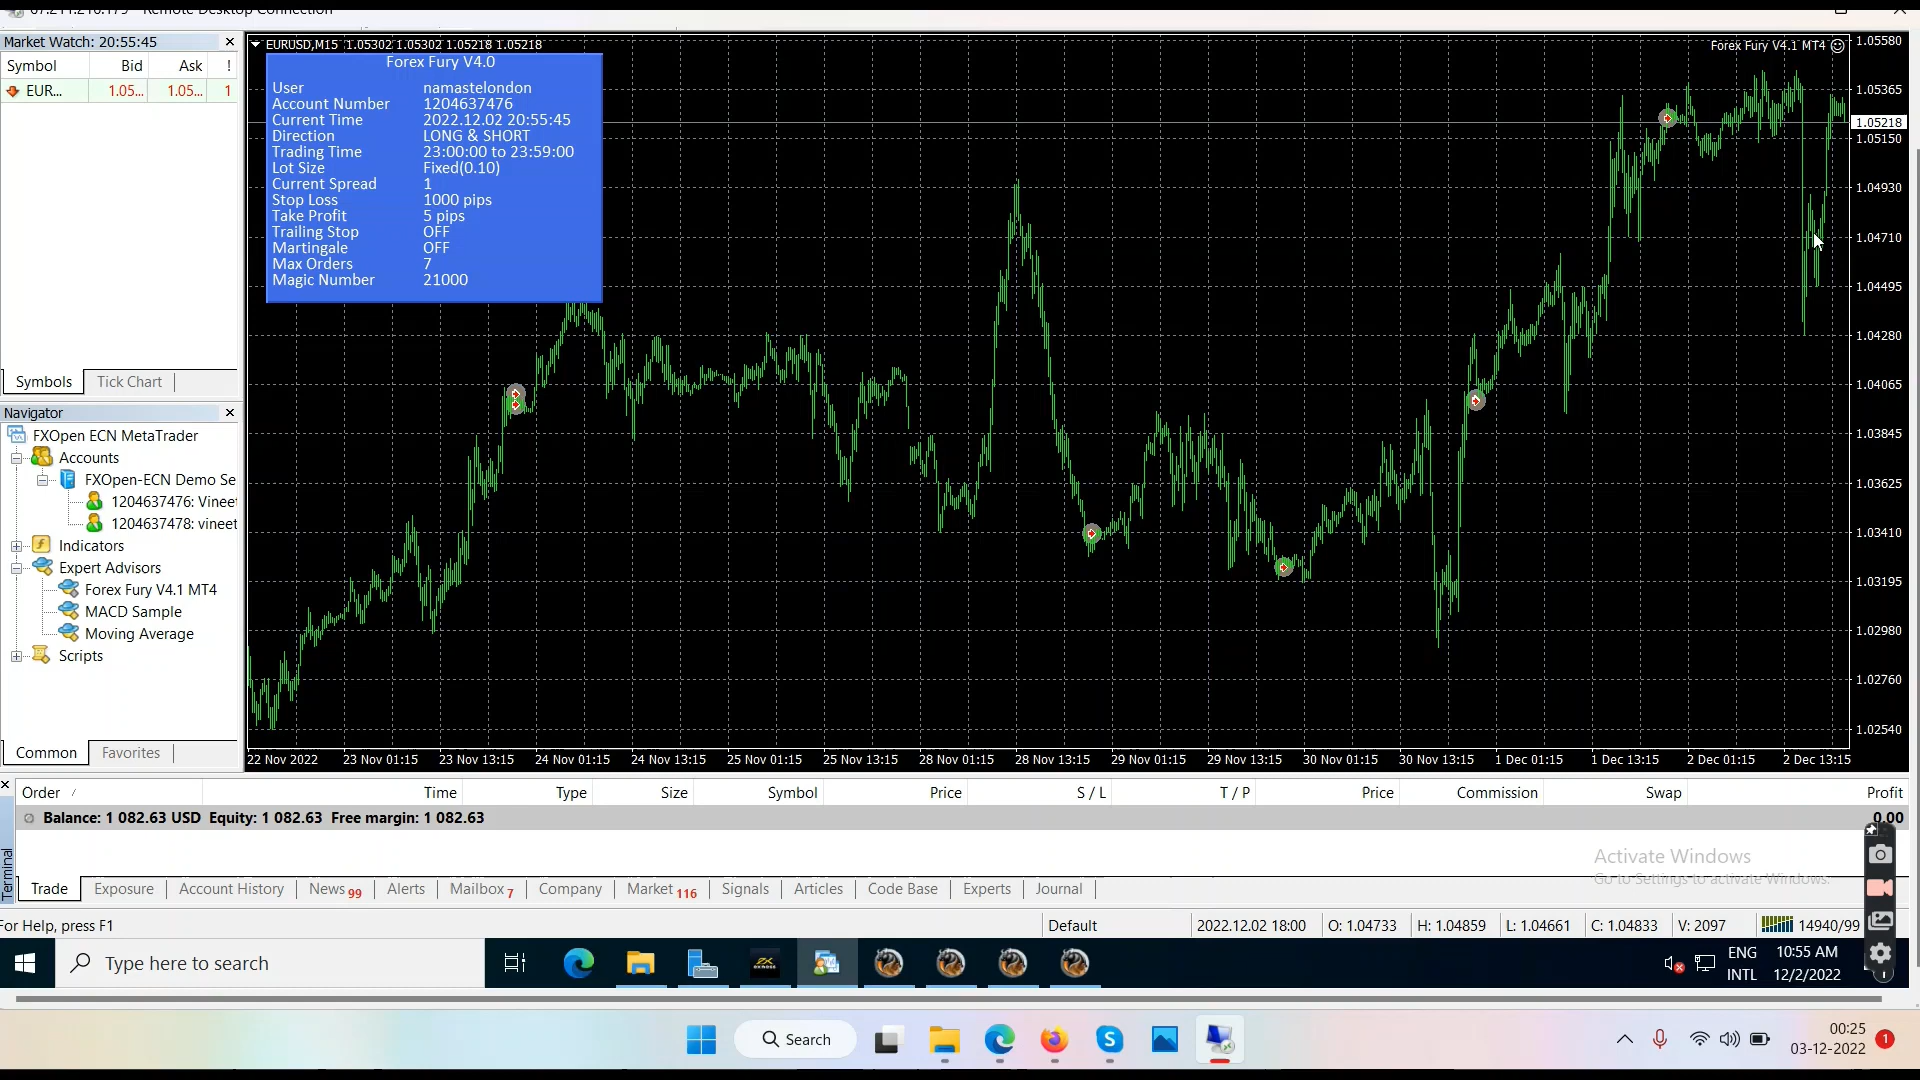 Market Watch: 20:55:45
Symbol Bid Ask !
EUR... 1.05... 1.05... 1
Symbols Tick Chart
Navigator
FXOpen ECN MetaTrader
Accounts
FXOpen-ECN Demo Se
1204637476: Vineet
1204637478: vineet
Indicators
Expert Advisors
Forex Fury V4.1 MT4
MACD Sample
Moving Average
Scripts
Common Favorites
EURUSD,M15 1.05302 1.05302 1.05218 1.05218
Forex Fury V4.1 MT4
Forex Fury V4.0
User namastelondon
Account Number 1204637476
Current Time 2022.12.02 20:55:45
Direction LONG & SHORT
Trading Time 23:00:00 to 23:59:00
Lot Size Fixed(0.10)
Current Spread 1
Stop Loss 1000 pips
Take Profit 5 pips
Trailing Stop OFF
Martingale OFF
Max Orders 7
Magic Number 21000
1.05580
1.05365
1.05218
1.05150
1.04930
1.04710
1.04495
1.04280
1.04065
1.03845
1.03625
1.03410
1.03195
1.02980
1.02760
1.02540
22 Nov 2022 23 Nov 01:15 23 Nov 13:15 24 Nov 01:15 24 Nov 13:15 25 Nov 01:15 25 Nov 13:15 28 Nov 01:15 28 Nov 13:15 29 Nov 01:15 29 Nov 13:15 30 Nov 01:15 30 Nov 13:15 1 Dec 01:15 1 Dec 13:15 2 Dec 01:15 2 Dec 13:15
Order / Time Type Size Symbol Price S / L T / P Price Commission Swap Profit
Balance: 1 082.63 USD Equity: 1 082.63 Free margin: 1 082.63 0.00
Activate Windows
Go to Settings to activate Windows.
Terminal
Trade Exposure Account History News 99 Alerts Mailbox 7 Company Market 116 Signals Articles Code Base Experts Journal
For Help, press F1 Default 2022.12.02 18:00 O: 1.04733 H: 1.04859 L: 1.04661 C: 1.04833 V: 2097 14940/99
Type here to search
ENG
INTL
10:55 AM
12/2/2022
Search
00:25
03-12-2022
1